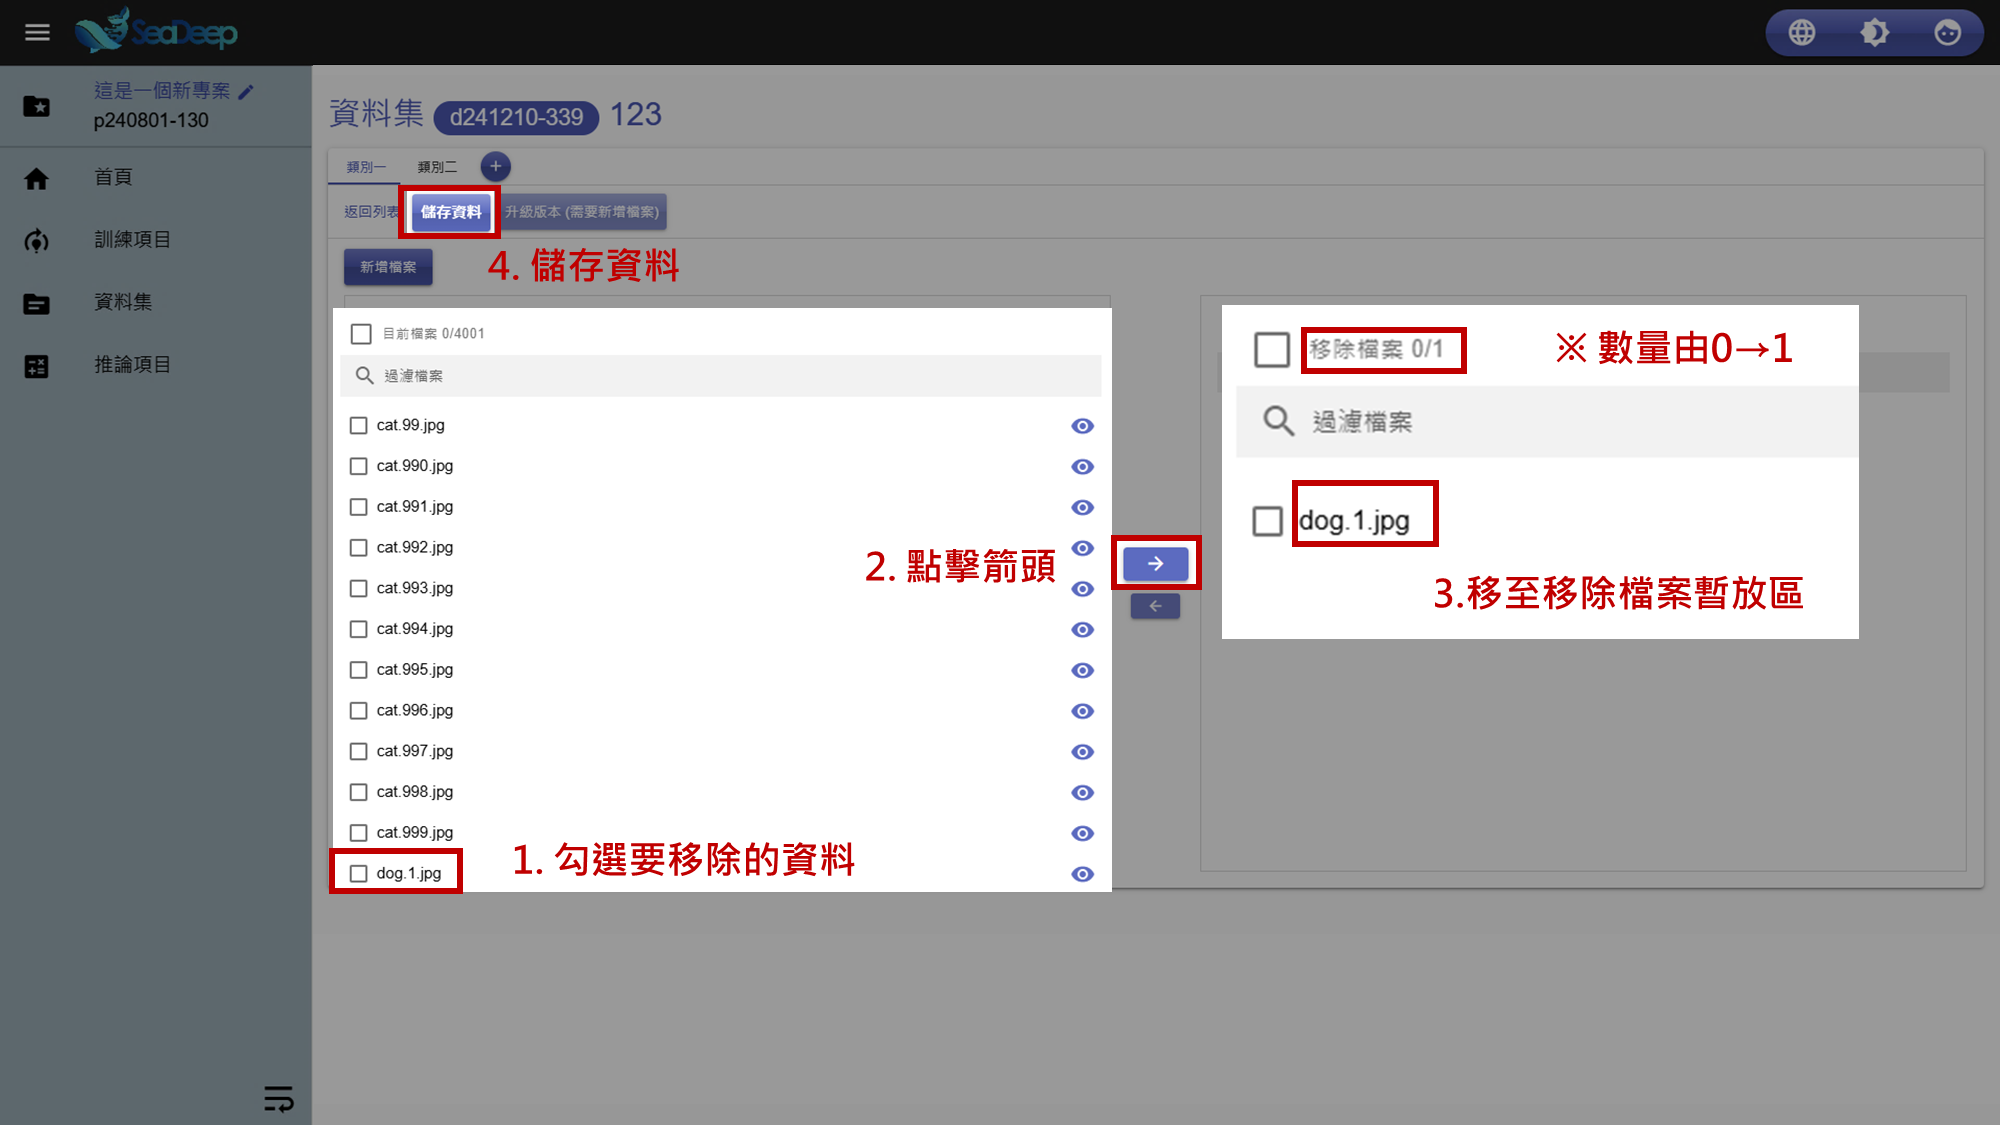 SeaDeep
這是一個新專案
p240801-130
首頁
訓練項目
資料集
推論項目
資料集 d241210-339 123
類別一 類別二 +
返回列表 儲存資料 升級版本 (需要新增檔案)
新增檔案
4. 儲存資料
目前檔案 0/4001
過濾檔案
cat.99.jpg
cat.990.jpg
cat.991.jpg
cat.992.jpg
cat.993.jpg
cat.994.jpg
cat.995.jpg
cat.996.jpg
cat.997.jpg
cat.998.jpg
cat.999.jpg
dog.1.jpg
1. 勾選要移除的資料
2. 點擊箭頭
移除檔案 0/1
※ 數量由0→1
過濾檔案
dog.1.jpg
3.移至移除檔案暫放區